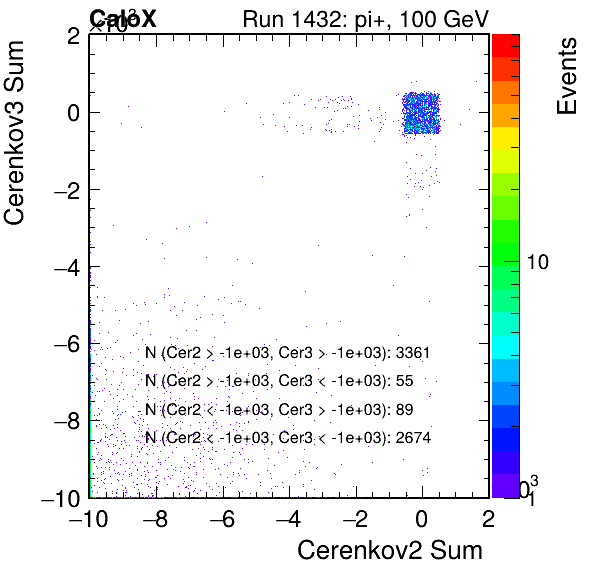 CaloX
×10³
Run 1432: pi+, 100 GeV
Cerenkov3 Sum
Events
2
0
−2
−4
−6
−8
−10
10
1
N (Cer2 > -1e+03, Cer3 > -1e+03): 3361
N (Cer2 > -1e+03, Cer3 < -1e+03): 55
N (Cer2 < -1e+03, Cer3 > -1e+03): 89
N (Cer2 < -1e+03, Cer3 < -1e+03): 2674
−10 −8 −6 −4 −2 0 2
Cerenkov2 Sum